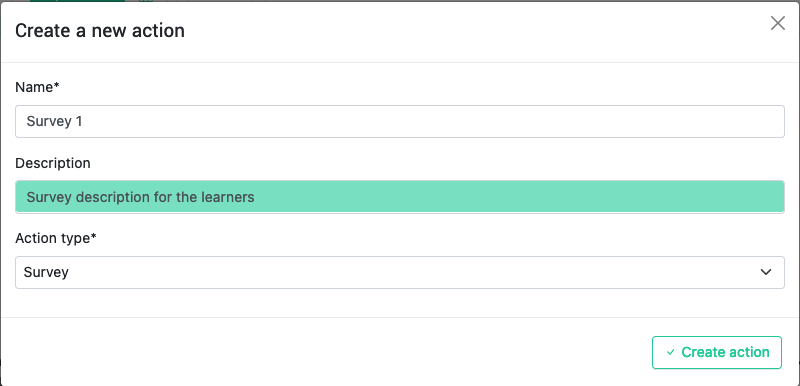 Create a new action
Name*
Survey 1
Description
Survey description for the learners
Action type*
Survey
Create action